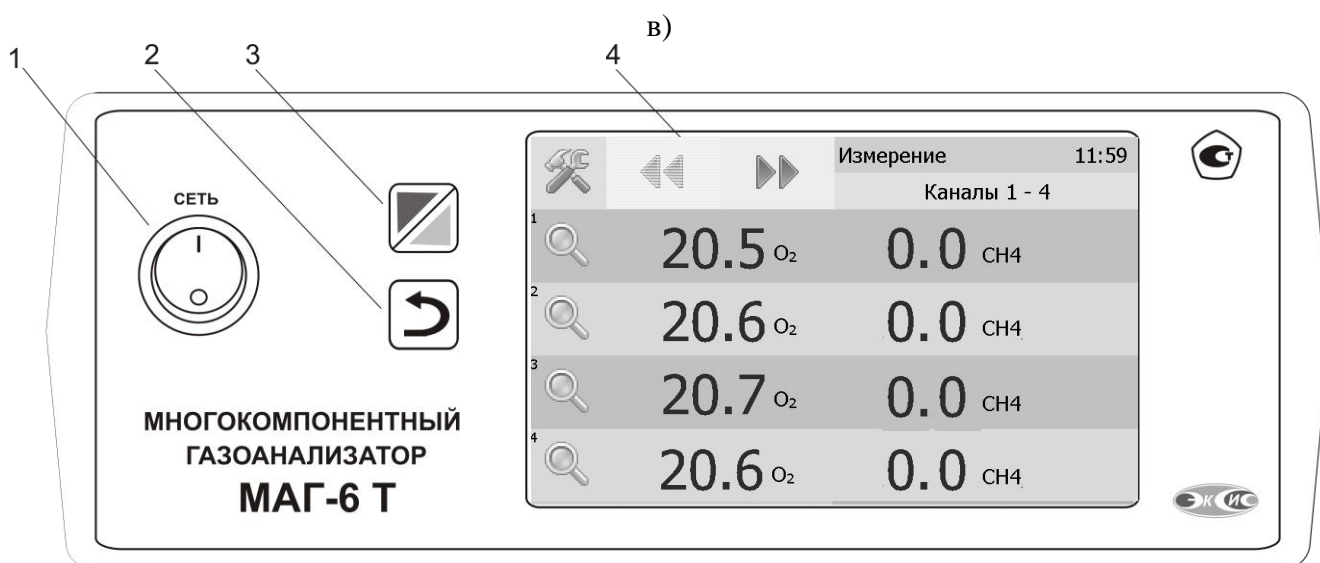 в)
1 2 3 4
СЕТЬ
МНОГОКОМПОНЕНТНЫЙ
ГАЗОАНАЛИЗАТОР
МАГ-6 Т
Измерение 11:59
Каналы 1 - 4
1 20.5 O₂ 0.0 CH4
2 20.6 O₂ 0.0 CH4
3 20.7 O₂ 0.0 CH4
4 20.6 O₂ 0.0 CH4
ЭКСИС